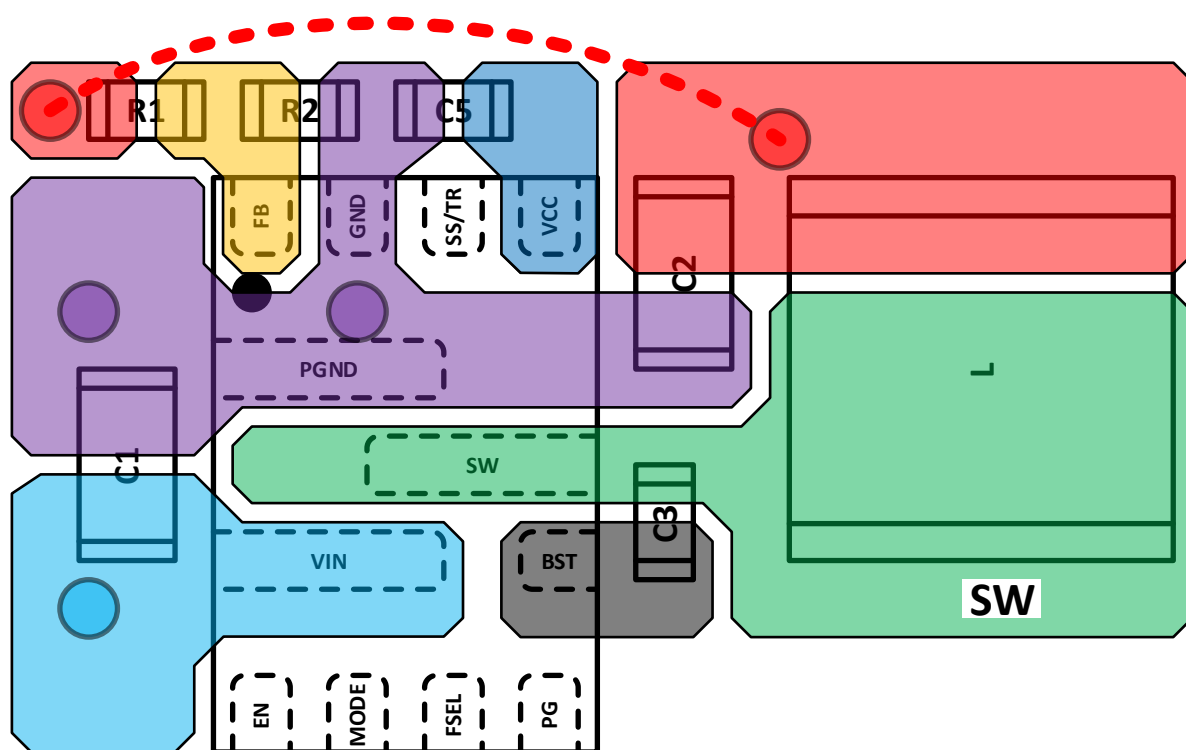 R1
R2
C5
FB
GND
SS/TR
VCC
C2
PGND
L
C1
SW
C3
VIN
BST
SW
EN
MODE
FSEL
PG